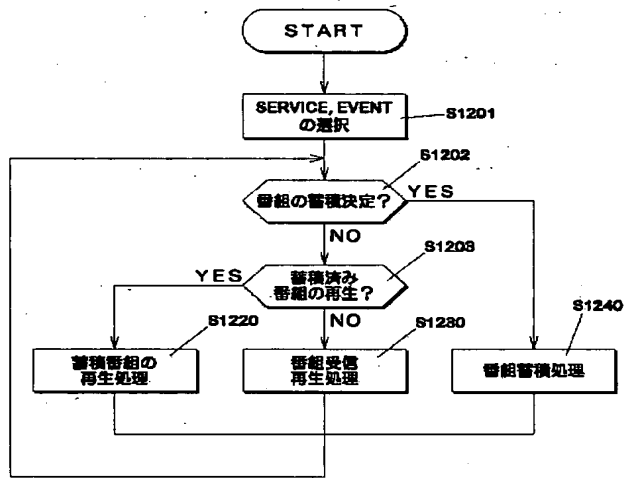 START
SERVICE, EVENT
の選択
S1201
S1202
番組の蓄積決定?
YES
NO
S1203
YES
蓄積済み
番組の再生?
S1220
NO
S1230
S1240
蓄積番組の
再生処理
番組受信
再生処理
番組蓄積処理